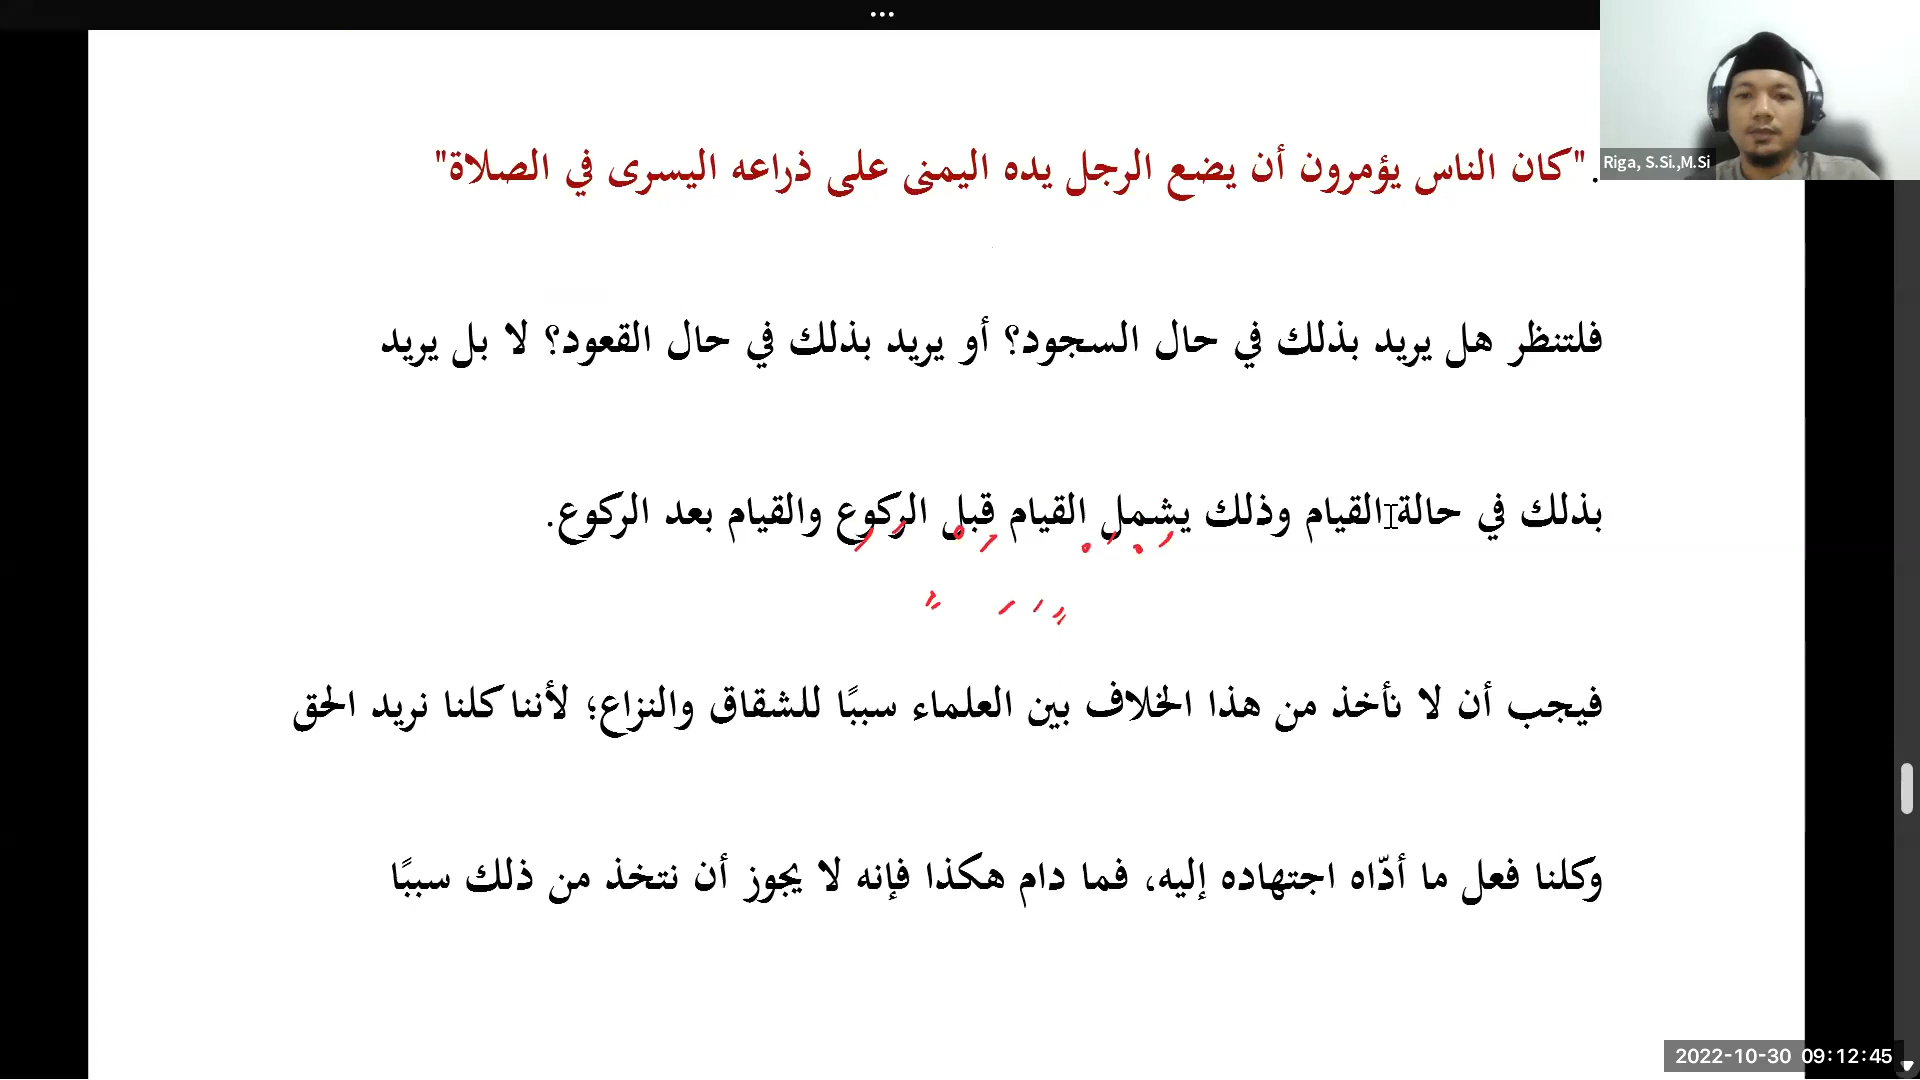 ."كان الناس يؤمرون أن يضع الرجل يده اليمنى على ذراعه اليسرى في الصلاة"
Riga, S.Si.,M.Si
فلتنظر هل يريد بذلك في حال السجود؟ أو يريد بذلك في حال القعود؟ لا بل يريد
بذلك في حالة القيام وذلك يشمل القيام قبل الركوع والقيام بعد الركوع.
فيجب أن لا نأخذ من هذا الخلاف بين العلماء سببًا للشقاق والنزاع؛ لأننا كلنا نريد الحق
وكلنا فعل ما أدّاه اجتهاده إليه، فما دام هكذا فإنه لا يجوز أن نتخذ من ذلك سببًا
2022-10-30 09:12:45